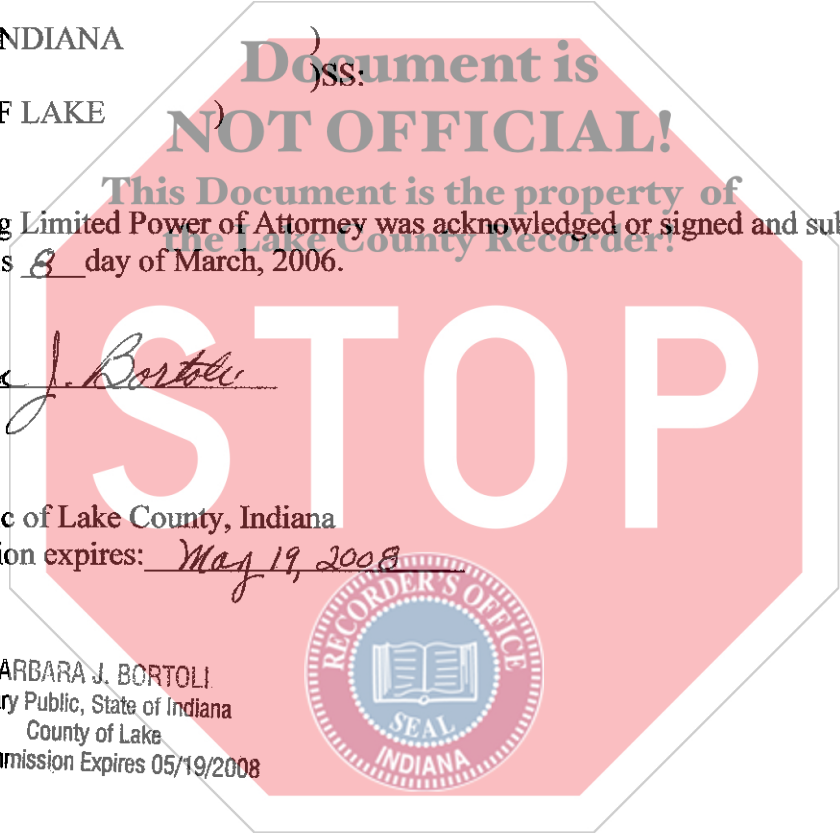 NDIANA )
)SS:
F LAKE )
Document is
NOT OFFICIAL!
This Document is the property of
the Lake County Recorder!
g Limited Power of Attorney was acknowledged or signed and sul
s 8 day of March, 2006.
STOP
J. Bortoli
c of Lake County, Indiana
ion expires: May 19, 2008
RECORDER'S OFFICE
SEAL
INDIANA
ARBARA J. BORTOLI
ry Public, State of Indiana
County of Lake
mmission Expires 05/19/2008